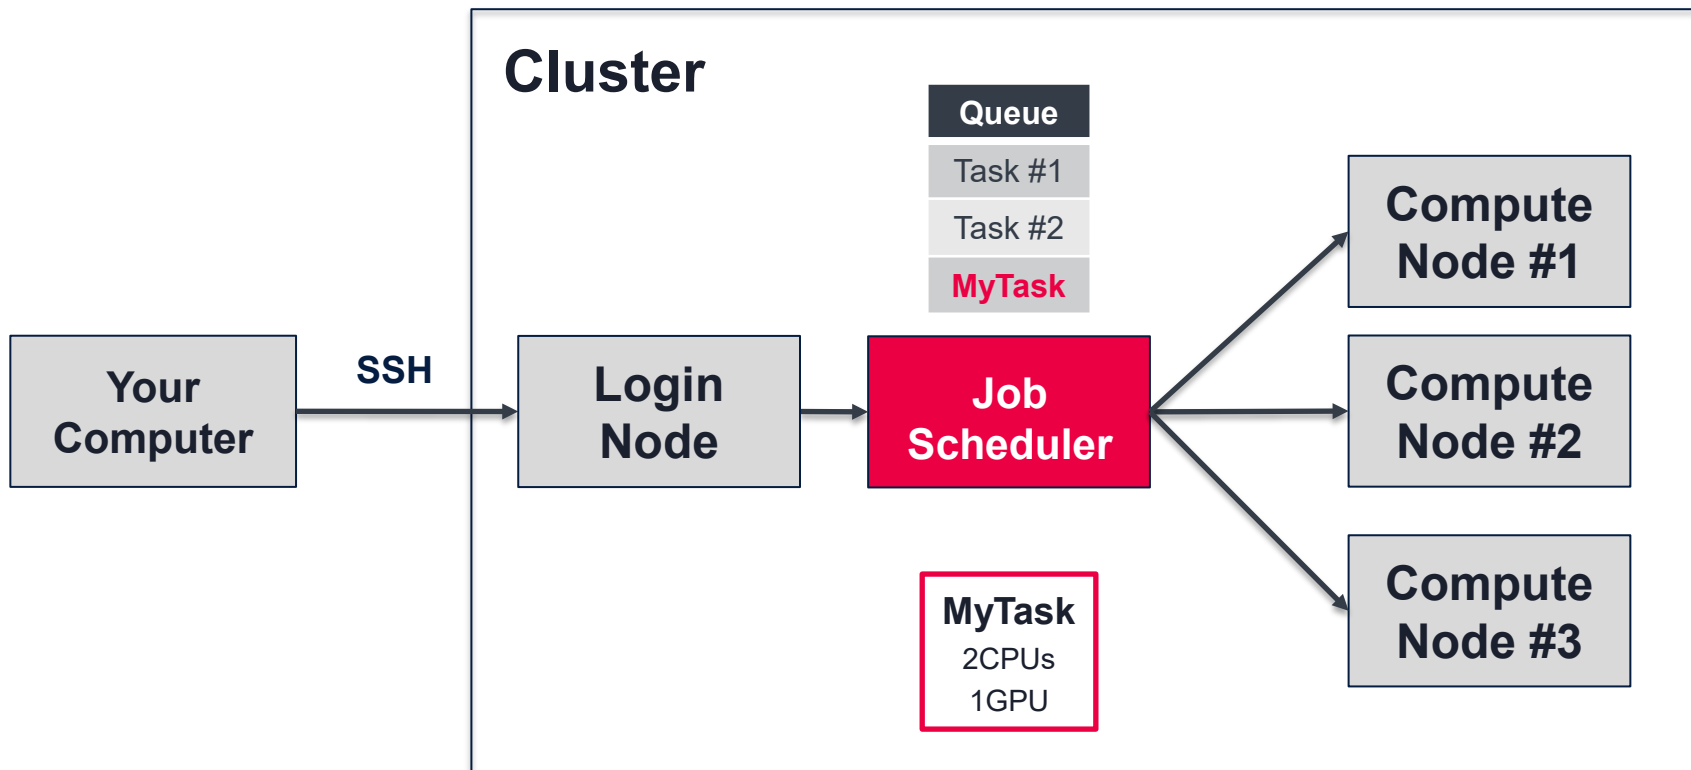 Cluster
Queue
Task #1
Task #2
MyTask
Your
Computer
SSH
Login
Node
Job
Scheduler
MyTask
2CPUs
1GPU
Compute
Node #1
Compute
Node #2
Compute
Node #3